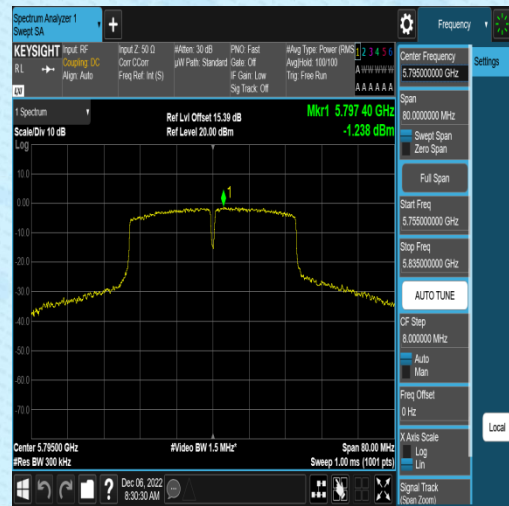 Spectrum Analyzer 1
Swept SA
Frequency
KEYSIGHT
RL
Input: RF
Coupling: DC
Align: Auto
Input Z: 50 Ω
Corr CCorr
Freq Ref: Int (S)
#Atten: 30 dB
µW Path: Standard
PNO: Fast
Gate: Off
IF Gain: Low
Sig Track: Off
#Avg Type: Power (RMS
Avg|Hold: 100/100
Trig: Free Run
1 2 3 4 5 6
A W W W W W
A A A A A A
LXI
1 Spectrum
Scale/Div 10 dB
Log
Ref Lvl Offset 15.39 dB
Ref Level 20.00 dBm
Mkr1 5.797 40 GHz
-1.238 dBm
1
10.0
0.00
-10.0
-20.0
-30.0
-40.0
-50.0
-60.0
-70.0
Center 5.79500 GHz
#Res BW 300 kHz
#Video BW 1.5 MHz*
Span 80.00 MHz
Sweep 1.00 ms (1001 pts)
Dec 06, 2022
8:30:30 AM
Center Frequency
5.795000000 GHz
Settings
Span
80.0000000 MHz
Swept Span
Zero Span
Full Span
Start Freq
5.755000000 GHz
Stop Freq
5.835000000 GHz
AUTO TUNE
CF Step
8.000000 MHz
Auto
Man
Freq Offset
0 Hz
X Axis Scale
Log
Lin
Local
Signal Track
(Span Zoom)